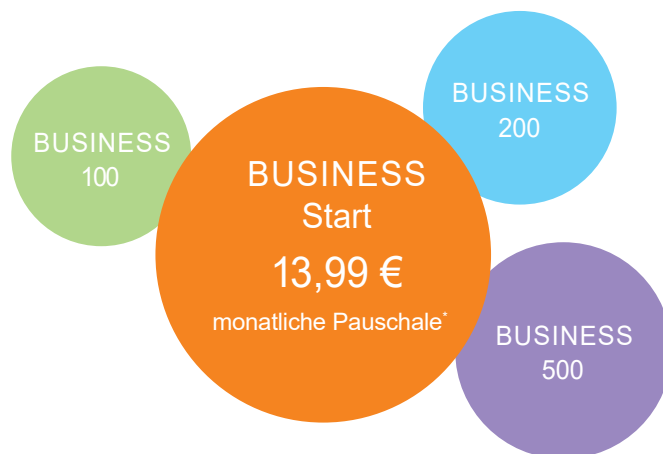 BUSINESS
100
BUSINESS
Start
13,99 €
monatliche Pauschale*
BUSINESS
200
BUSINESS
500